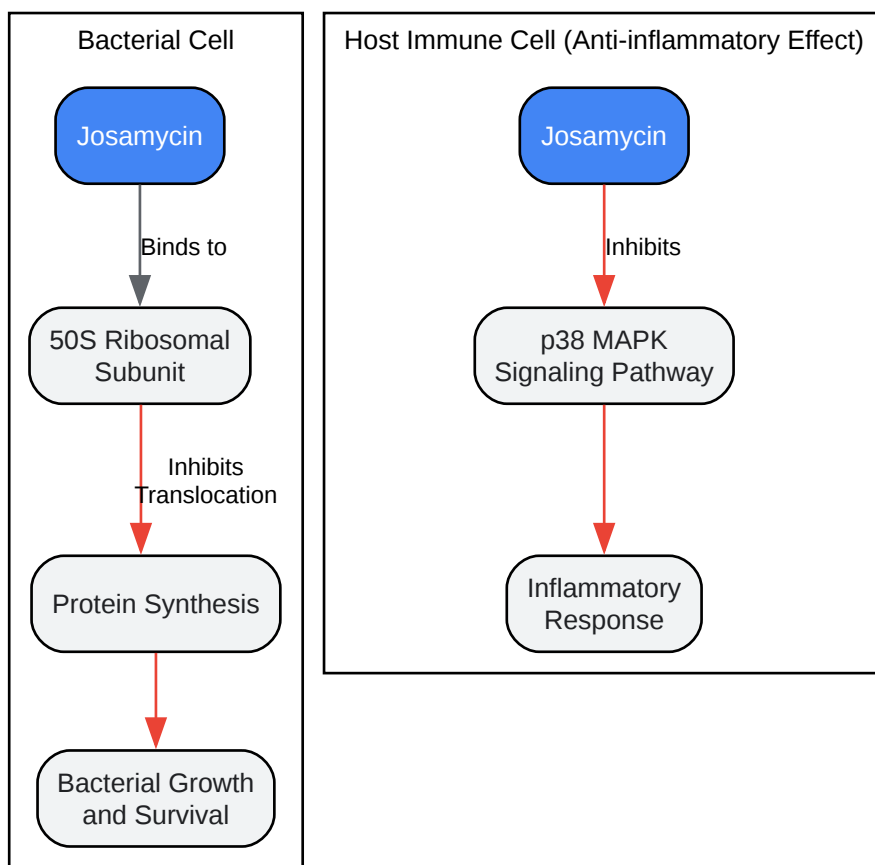 Bacterial Cell
Josamycin
Binds to
50S Ribosomal
Subunit
Inhibits
Translocation
Protein Synthesis
Bacterial Growth
and Survival
Host Immune Cell (Anti-inflammatory Effect)
Josamycin
Inhibits
p38 MAPK
Signaling Pathway
Inflammatory
Response